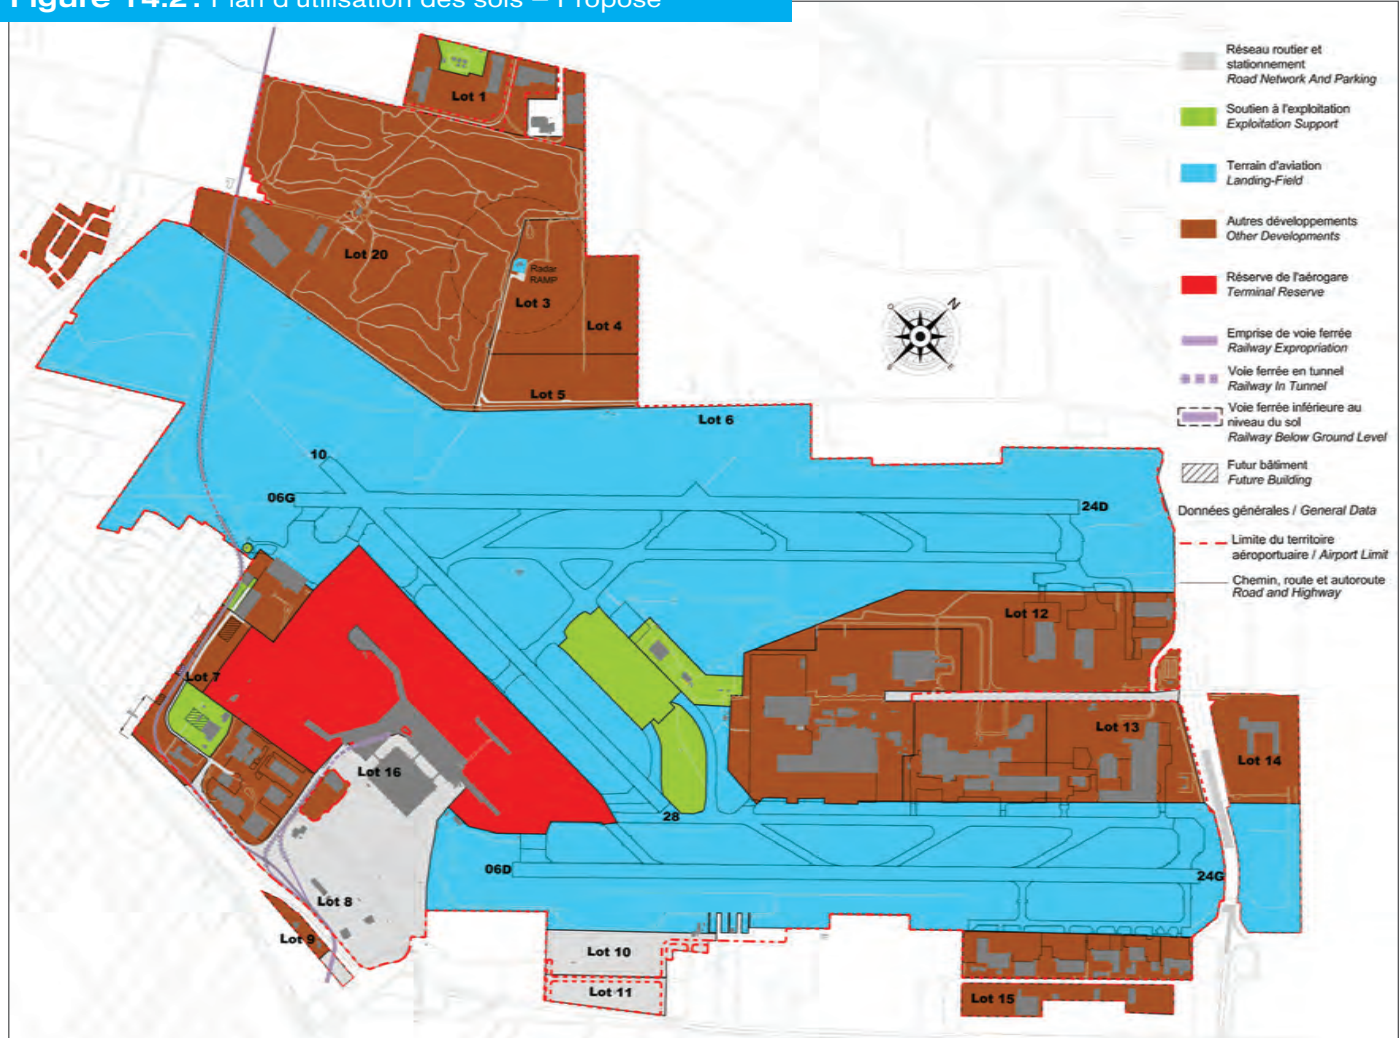 Figure 14.2 : Plan d'utilisation des sols – Proposé
Réseau routier et
stationnement
Road Network And Parking
Soutien à l'exploitation
Exploitation Support
Terrain d'aviation
Landing-Field
Autres développements
Other Developments
Réserve de l'aérogare
Terminal Reserve
Emprise de voie ferrée
Railway Expropriation
Voie ferrée en tunnel
Railway In Tunnel
Voie ferrée inférieure au
niveau du sol
Railway Below Ground Level
Futur bâtiment
Future Building
Données générales / General Data
Limite du territoire
aéroportuaire / Airport Limit
Chemin, route et autoroute
Road and Highway
Lot 1
Lot 20
Radar
RAMP
Lot 3
Lot 4
Lot 5
Lot 6
N
O
E
10
06G
24D
Lot 12
Lot 7
Lot 13
Lot 14
Lot 16
28
06D
24G
Lot 8
Lot 9
Lot 10
Lot 11
Lot 15